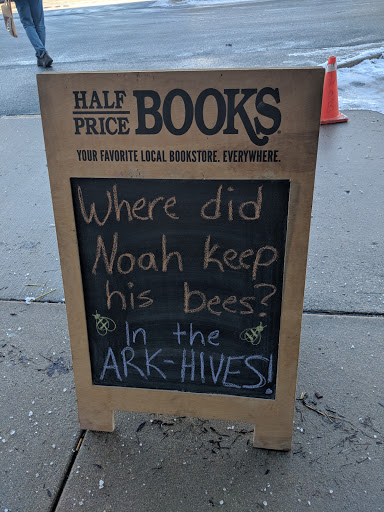 HALF PRICE BOOKS
YOUR FAVORITE LOCAL BOOKSTORE. EVERYWHERE.
Where did
Noah keep
his bees?
In the
ARK-HIVES!